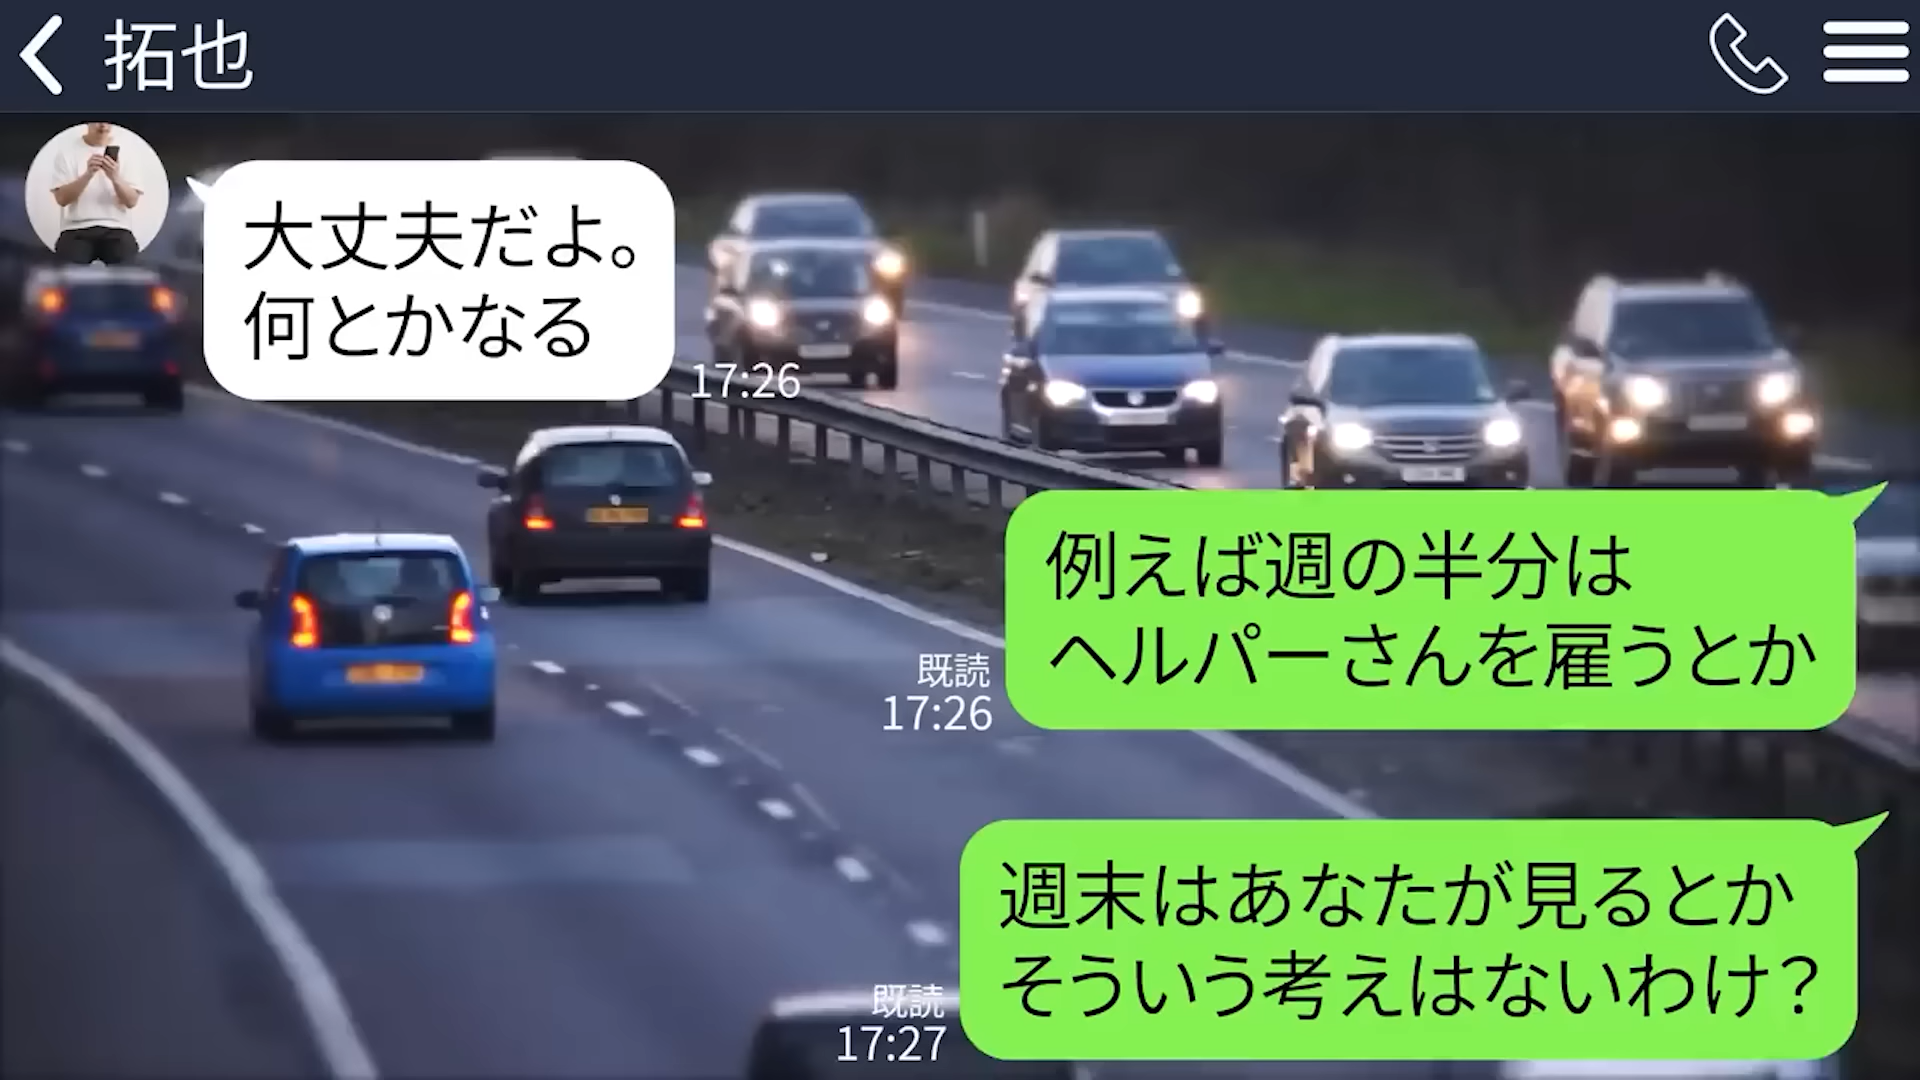 拓也
大丈夫だよ。
何とかなる
17:26
例えば週の半分は
ヘルパーさんを雇うとか
既読
17:26
週末はあなたが見るとか
そういう考えはないわけ？
既読
17:27